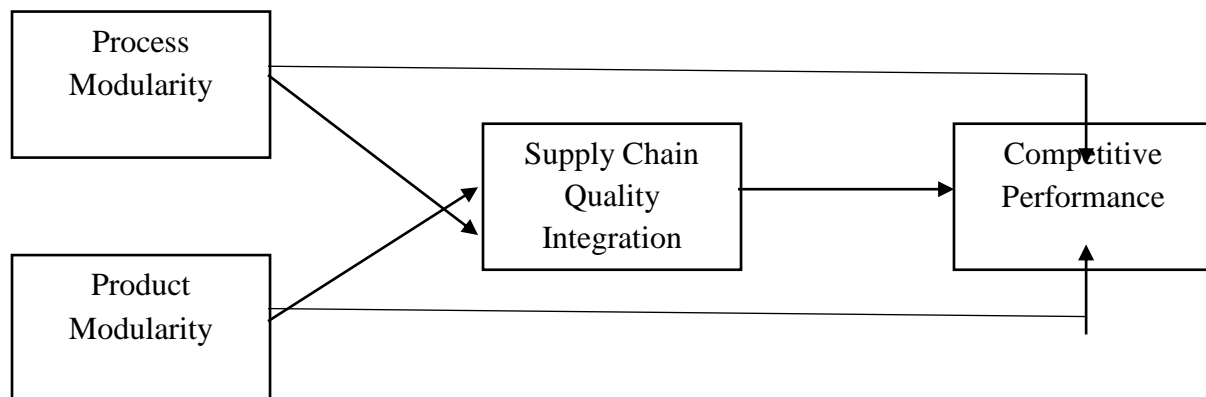 Process
Modularity
Supply Chain
Quality
Integration
Competitive
Performance
Product
Modularity